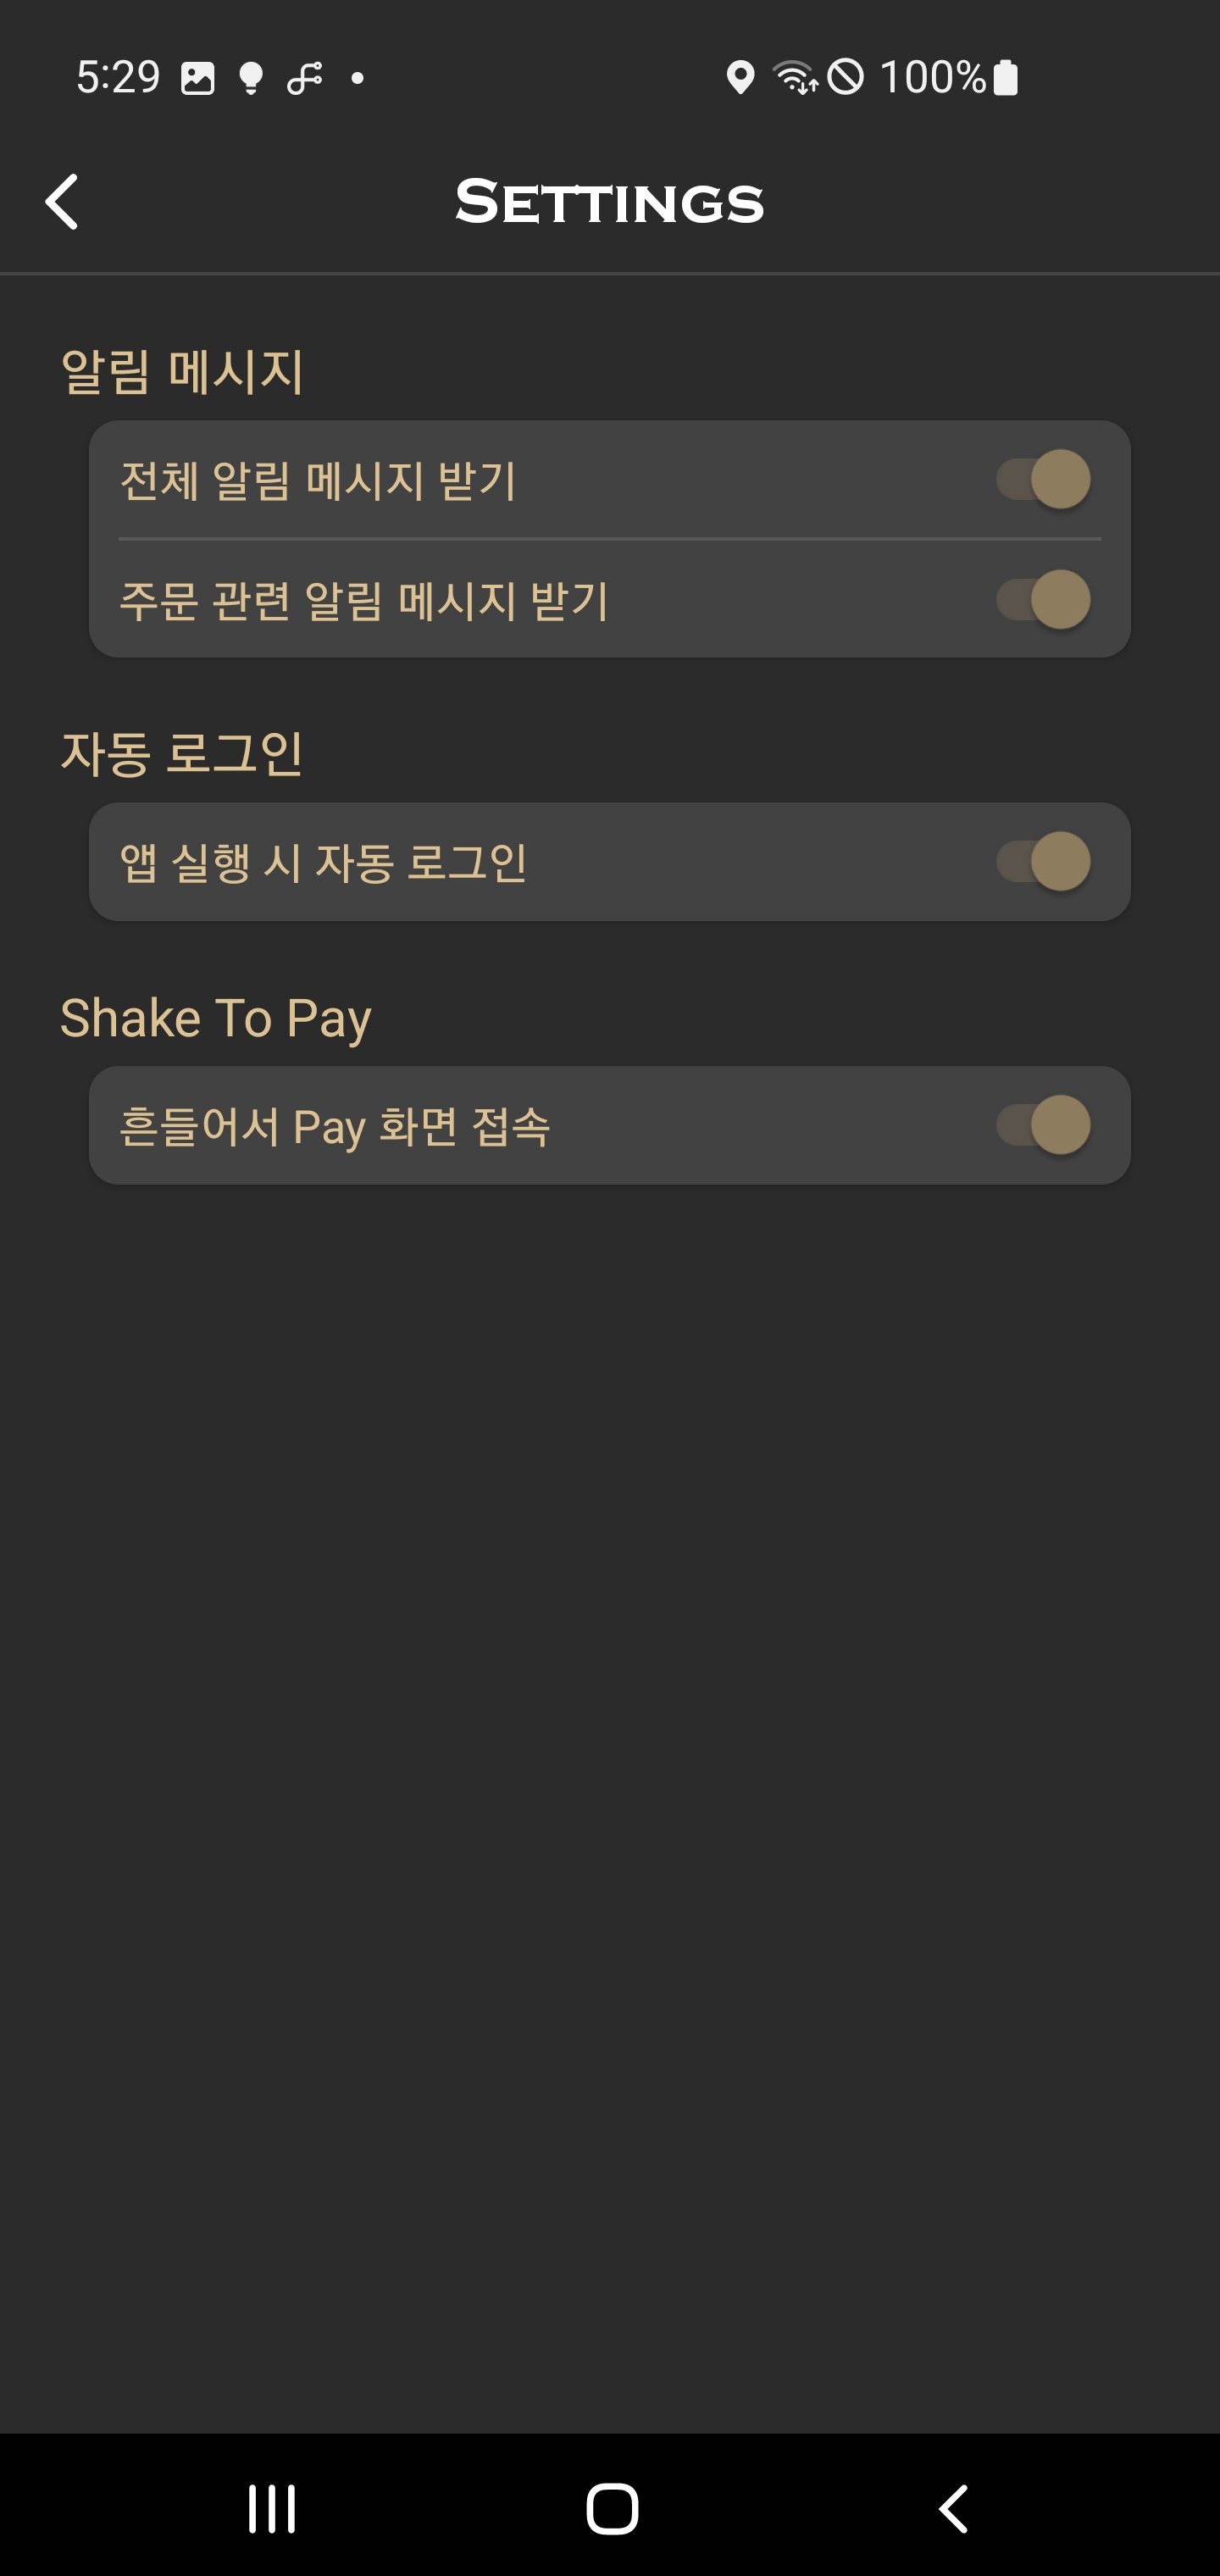 5:29
100%
SETTINGS
알림 메시지
전체 알림 메시지 받기
주문 관련 알림 메시지 받기
자동 로그인
앱 실행 시 자동 로그인
Shake To Pay
흔들어서 Pay 화면 접속